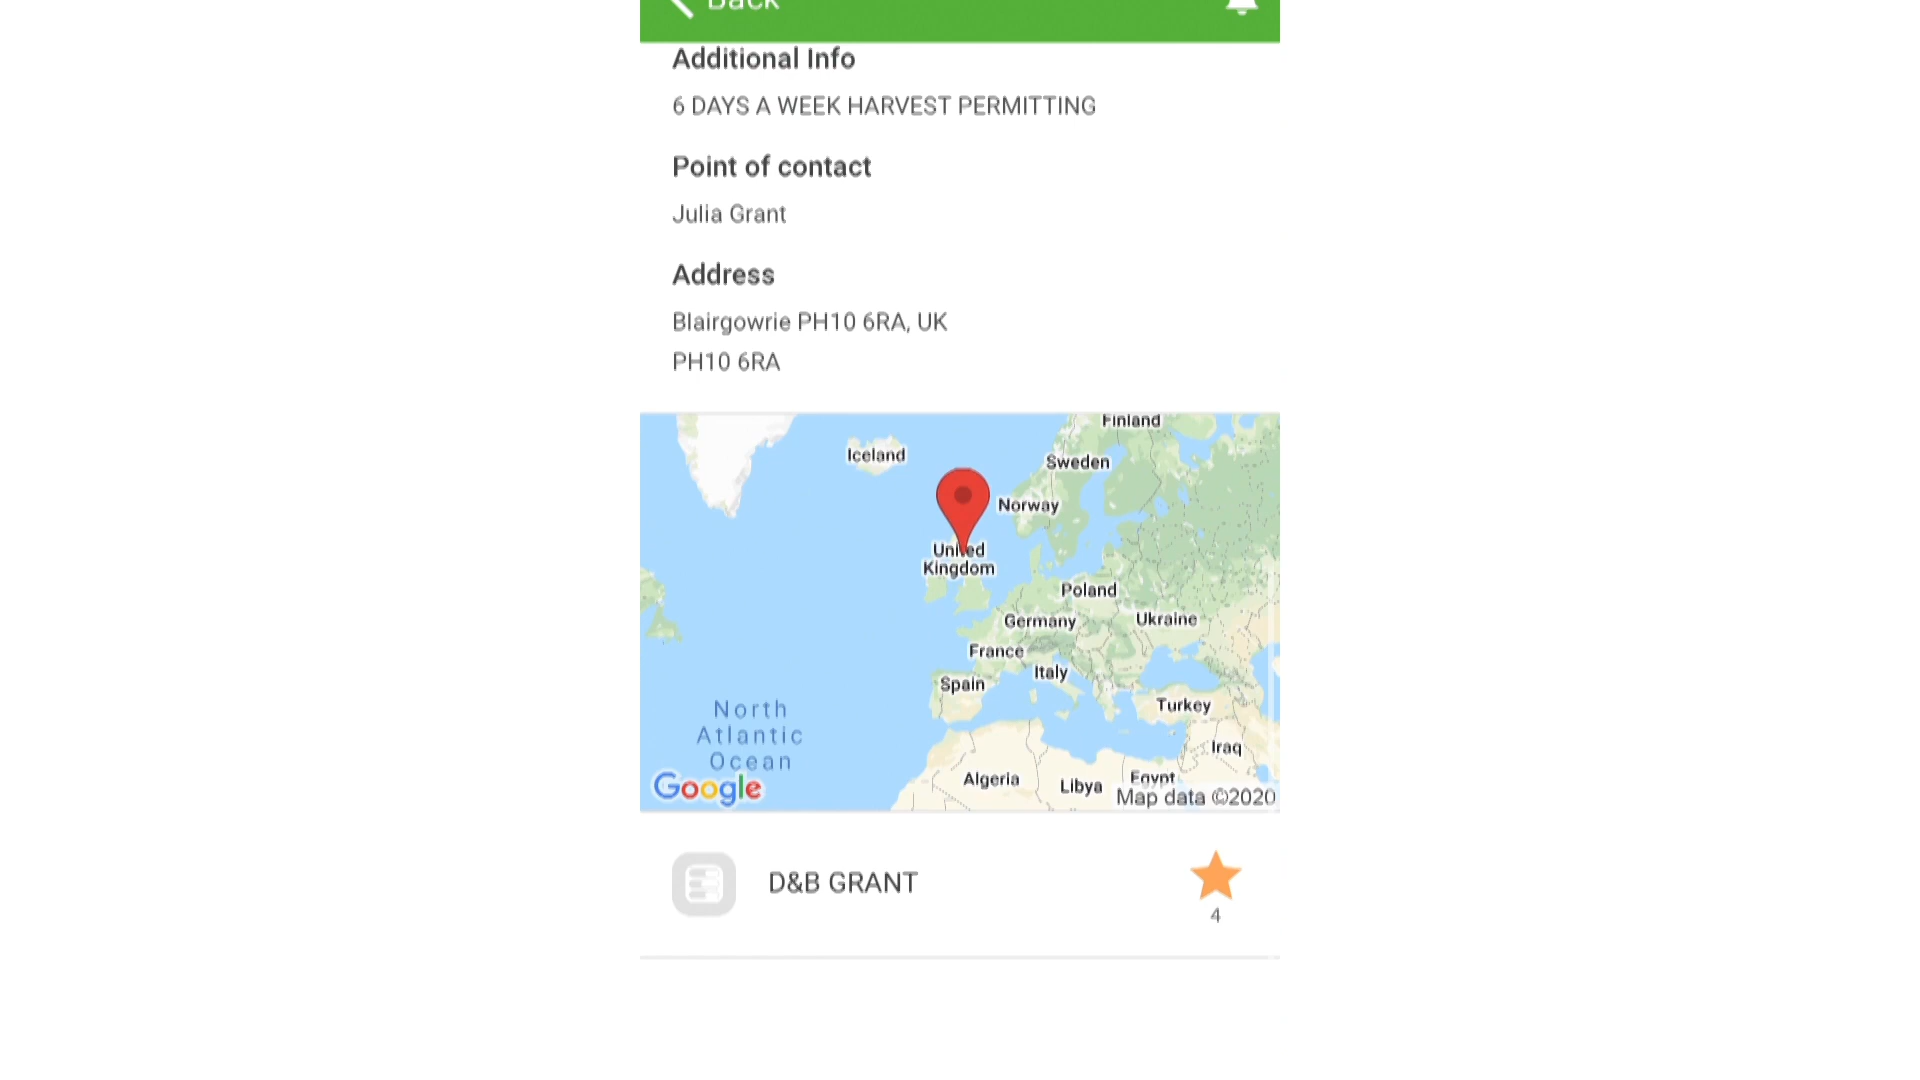 Back
Additional Info
6 DAYS A WEEK HARVEST PERMITTING
Point of contact
Julia Grant
Address
Blairgowrie PH10 6RA, UK
PH10 6RA
Finland
Iceland
Sweden
Norway
United
Kingdom
Poland
Germany
Ukraine
France
Italy
Spain
Turkey
North
Atlantic
Ocean
Iraq
Algeria
Libya
Egypt
Google
Map data ©2020
D&B GRANT
4